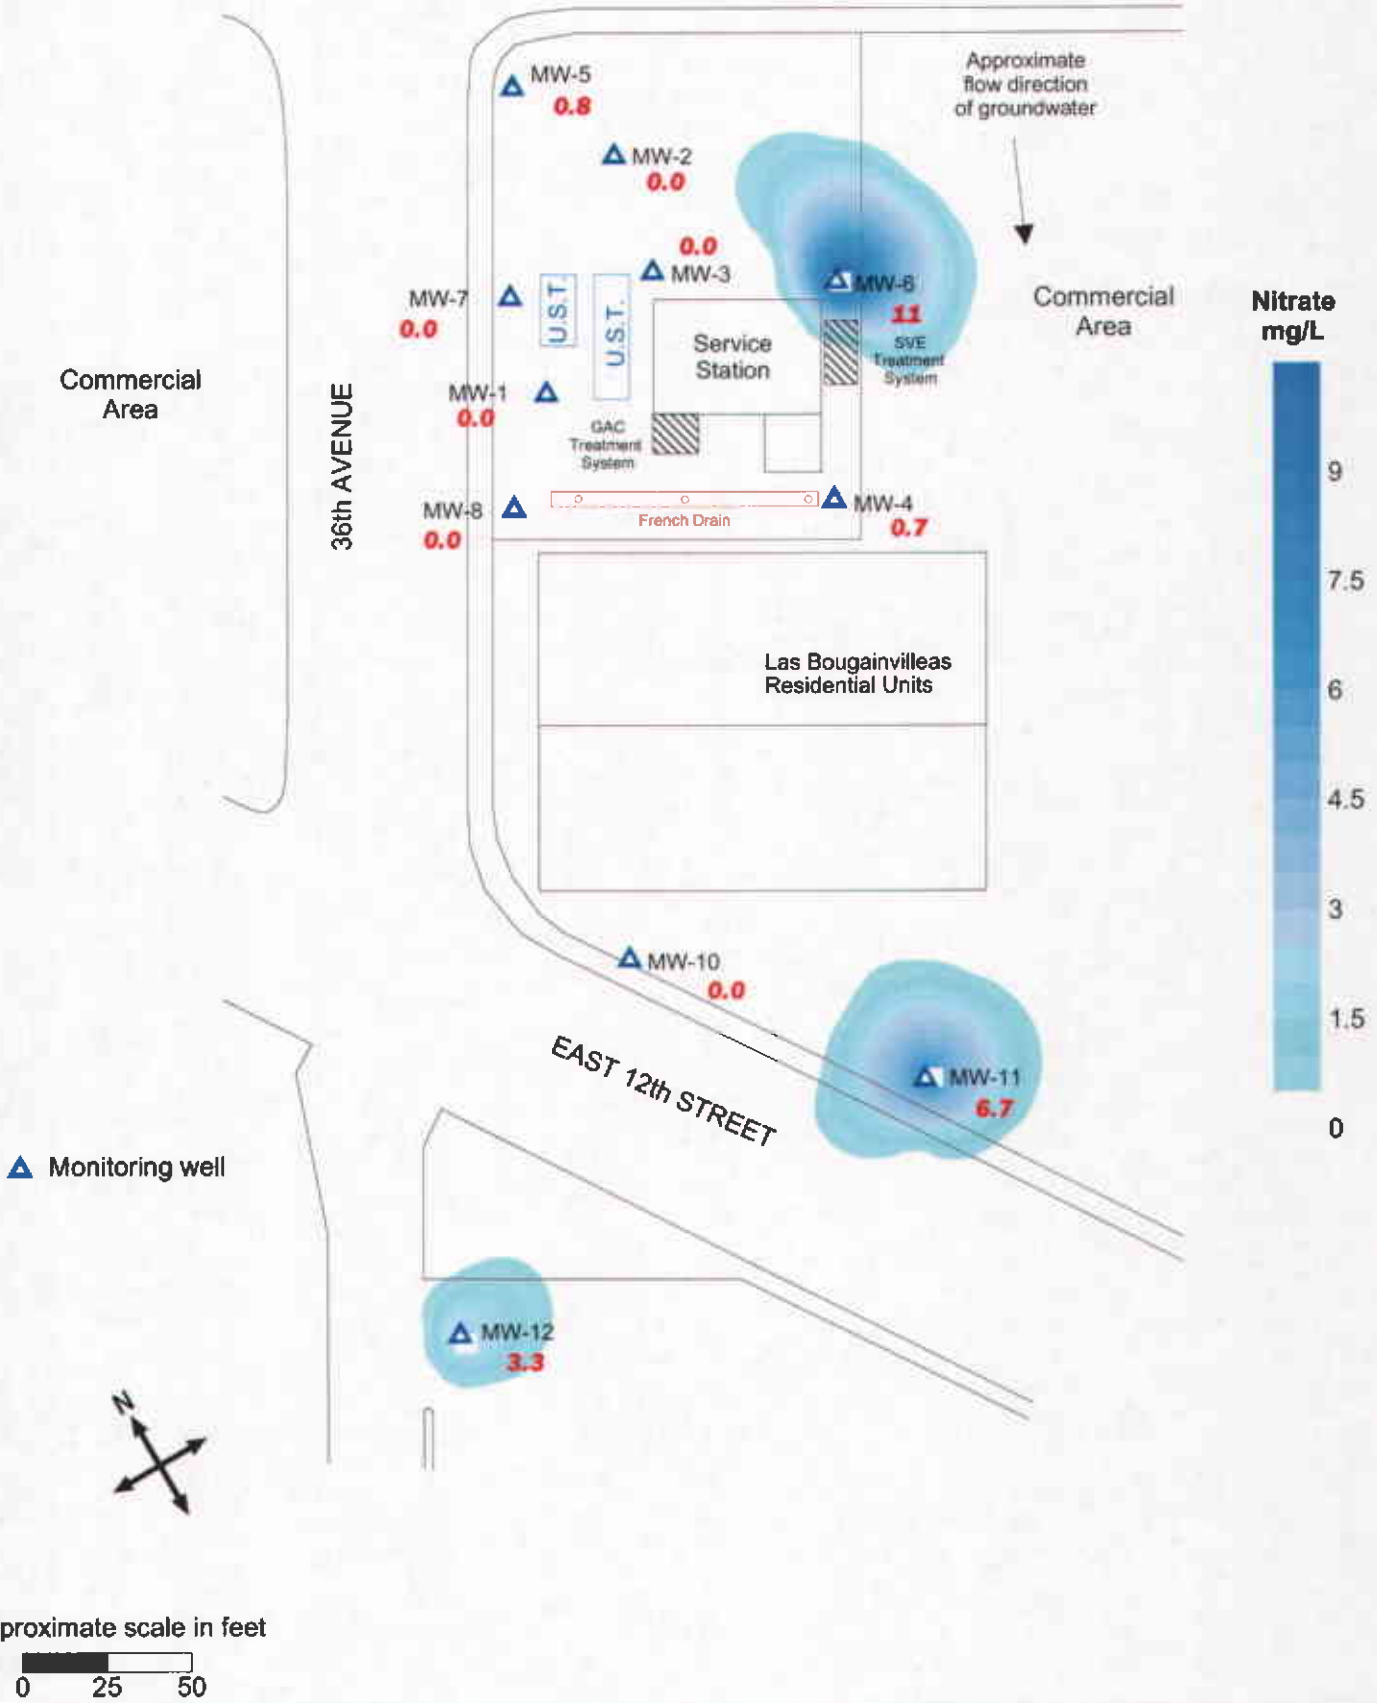 MW-5
0.8
Approximate
flow direction
of groundwater
MW-2
0.0
0.0
MW-3
MW-6
11
MW-7
0.0
U.S.T.
U.S.T.
Service
Station
SVE
Treatment
System
Commercial
Area
Nitrate
mg/L
Commercial
Area
36th AVENUE
MW-1
0.0
GAC
Treatment
System
9
MW-8
0.0
French Drain
MW-4
0.7
7.5
Las Bougainvilleas
Residential Units
6
4.5
3
MW-10
0.0
1.5
EAST 12th STREET
MW-11
6.7
0
Monitoring well
MW-12
3.3
N
proximate scale in feet
0 25 50